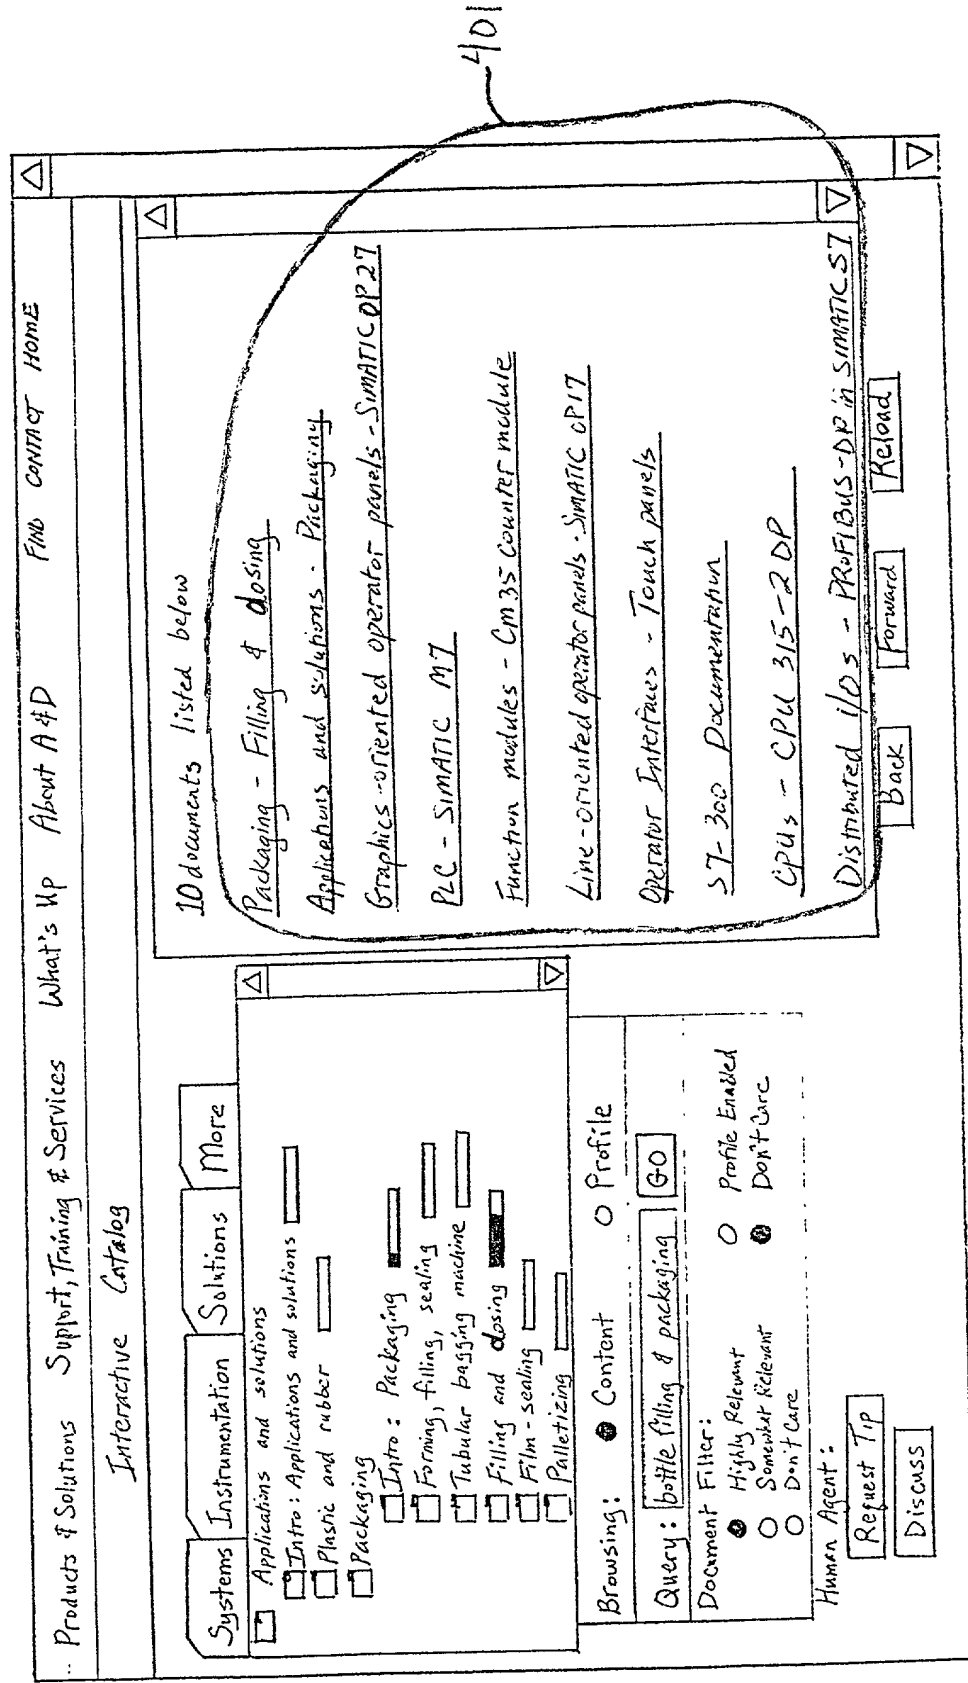 401
Products & Solutions Support, Training & Services What's Up About A&D FIND CONTACT HOME
Interactive Catalog
Systems Instrumentation Solutions More
Applications and solutions
Intro: Applications and solutions
Plastic and rubber
Packaging
Intro: Packaging
Forming, filling, sealing
Tubular bagging machine
Filling and dosing
Film-sealing
Palletizing
Browsing: Content Profile
Query: bottle filling & packaging GO
Document Filter:
Highly Relevant Profile Enabled
Somewhat Relevant Don't Care
Don't Care
Human Agent:
Request Tip
Discuss
10 documents listed below
Packaging - Filling & dosing
Applications and solutions - Packaging
Graphics-oriented operator panels - SIMATIC OP27
PLC - SIMATIC M7
Function modules - Cm 35 Counter module
Line-oriented operator panels - SIMATIC OP17
Operator Interfaces - Touch panels
S7-300 Documentation
CPUs - CPU 315-2 DP
Distributed I/Os - PROFIBUS-DP in SIMATIC S7
Back Forward Reload